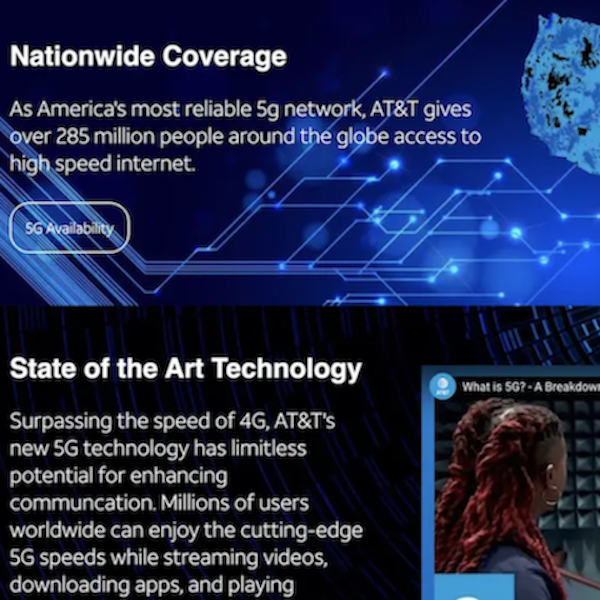 Nationwide Coverage
As America's most reliable 5g network, AT&T gives
over 285 million people around the globe access to
high speed internet.
5G Availability
State of the Art Technology
Surpassing the speed of 4G, AT&T's
new 5G technology has limitless
potential for enhancing
communcation. Millions of users
worldwide can enjoy the cutting-edge
5G speeds while streaming videos,
downloading apps, and playing
AT&T
What is 5G? - A Breakdown